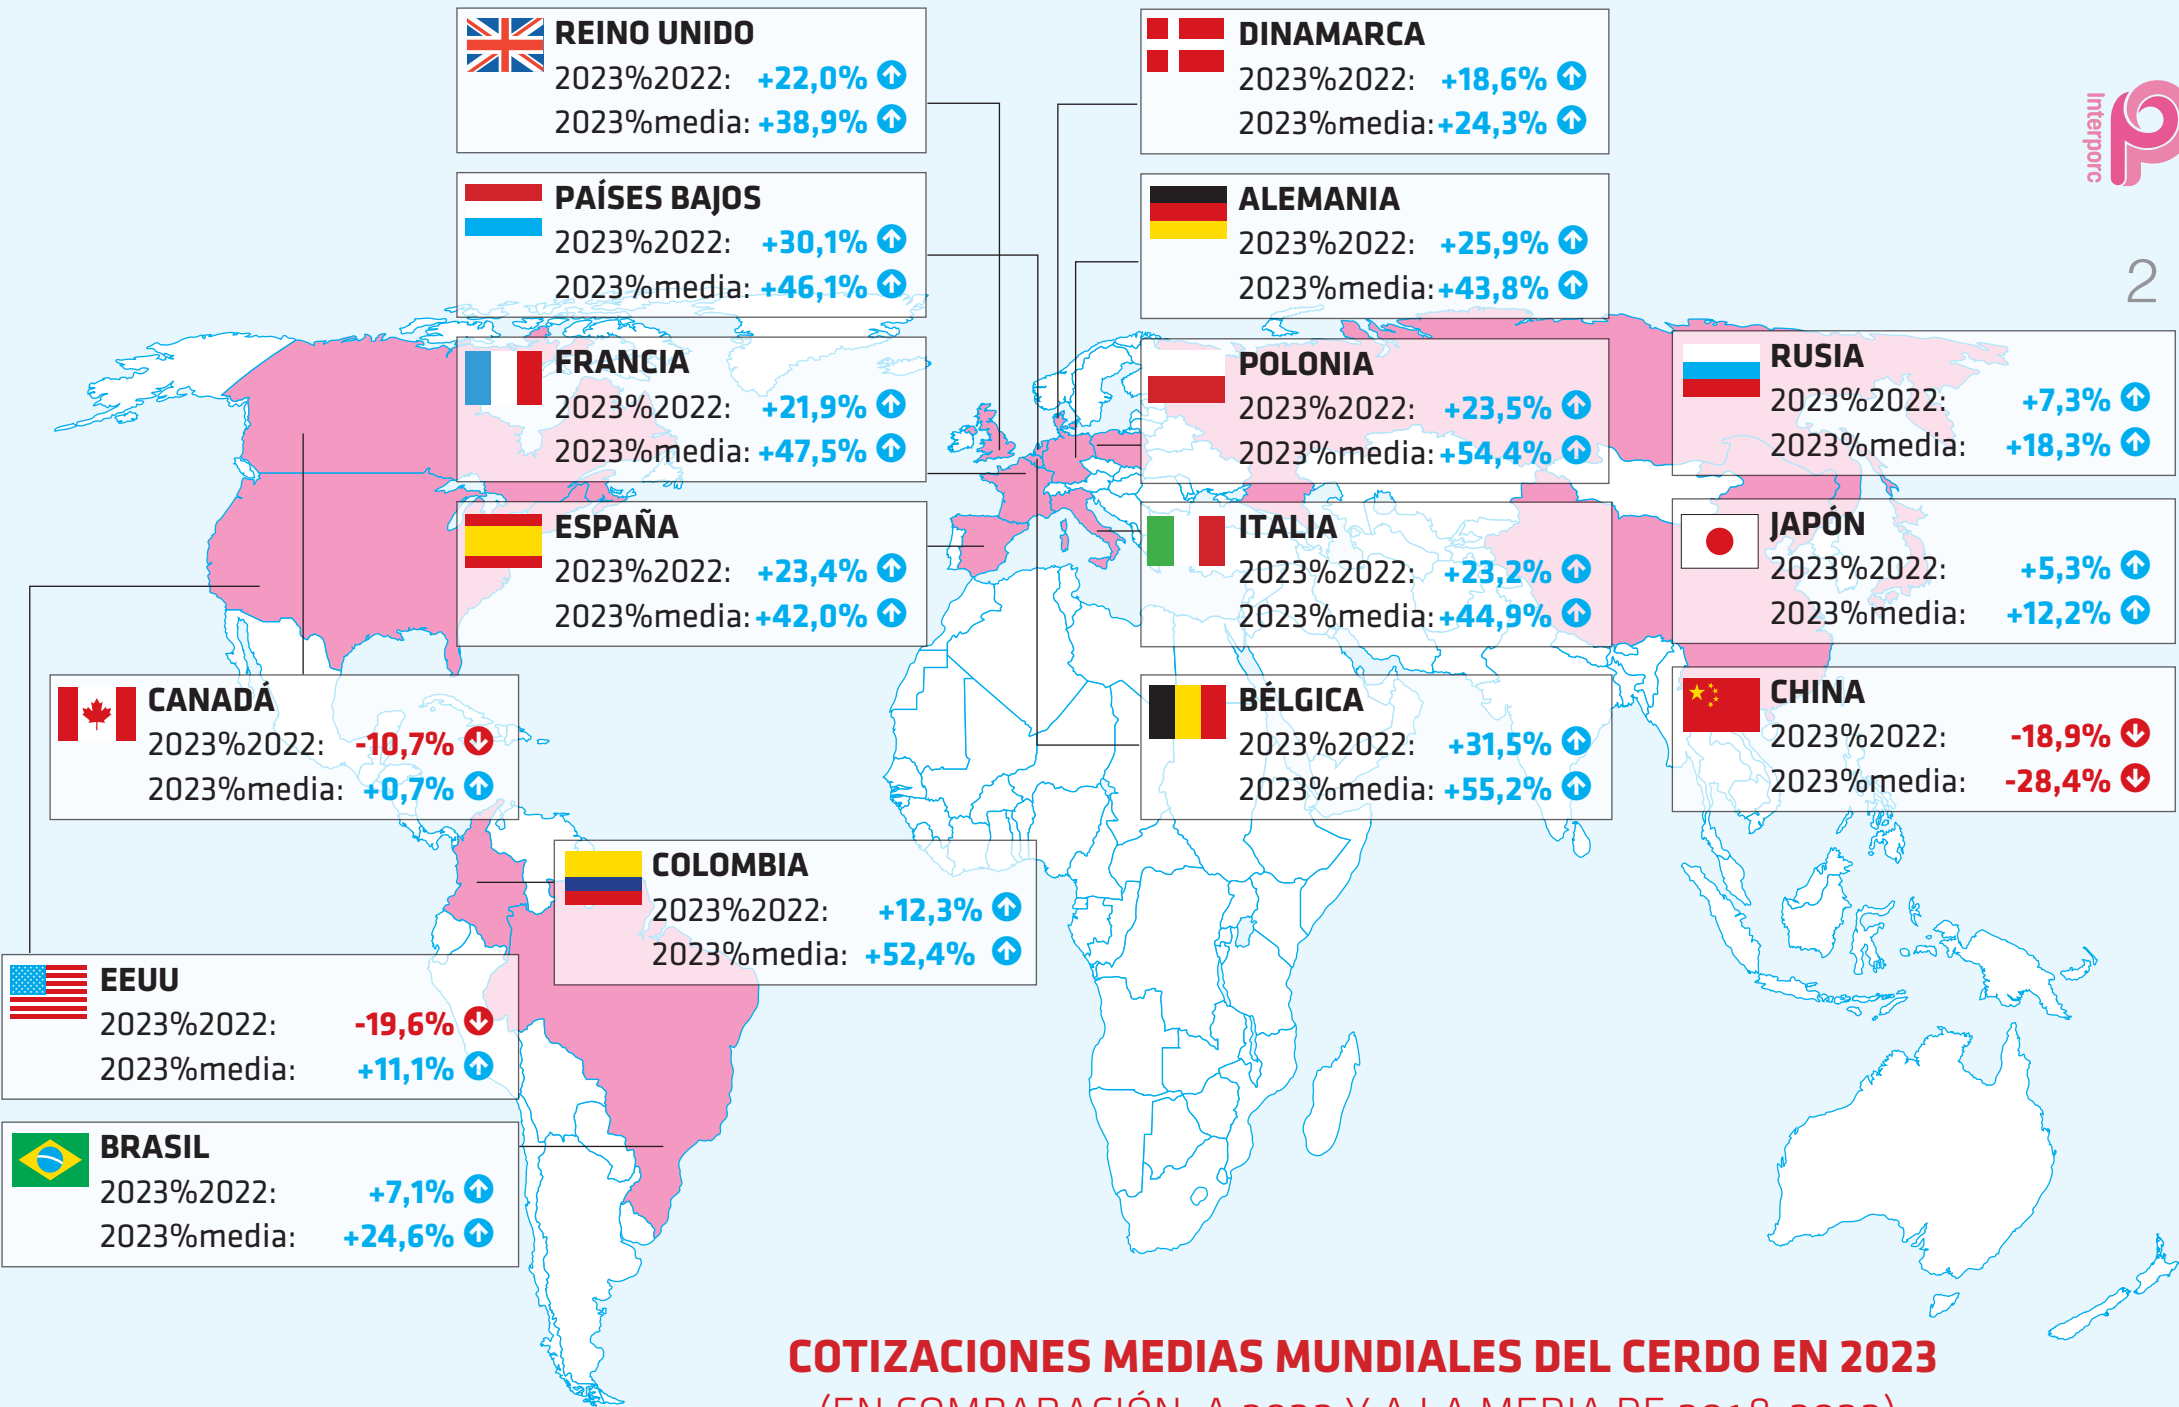 REINO UNIDO
2023%2022: +22,0%
2023%media: +38,9%
DINAMARCA
2023%2022: +18,6%
2023%media: +24,3%
Interporc
PAÍSES BAJOS
2023%2022: +30,1%
2023%media: +46,1%
ALEMANIA
2023%2022: +25,9%
2023%media: +43,8%
2
FRANCIA
2023%2022: +21,9%
2023%media: +47,5%
POLONIA
2023%2022: +23,5%
2023%media: +54,4%
RUSIA
2023%2022: +7,3%
2023%media: +18,3%
ESPAÑA
2023%2022: +23,4%
2023%media: +42,0%
ITALIA
2023%2022: +23,2%
2023%media: +44,9%
JAPÓN
2023%2022: +5,3%
2023%media: +12,2%
CANADÁ
2023%2022: -10,7%
2023%media: +0,7%
BÉLGICA
2023%2022: +31,5%
2023%media: +55,2%
CHINA
2023%2022: -18,9%
2023%media: -28,4%
COLOMBIA
2023%2022: +12,3%
2023%media: +52,4%
EEUU
2023%2022: -19,6%
2023%media: +11,1%
BRASIL
2023%2022: +7,1%
2023%media: +24,6%
COTIZACIONES MEDIAS MUNDIALES DEL CERDO EN 2023
(EN COMPARACIÓN A 2022 Y A LA MEDIA DE 2018-2022)